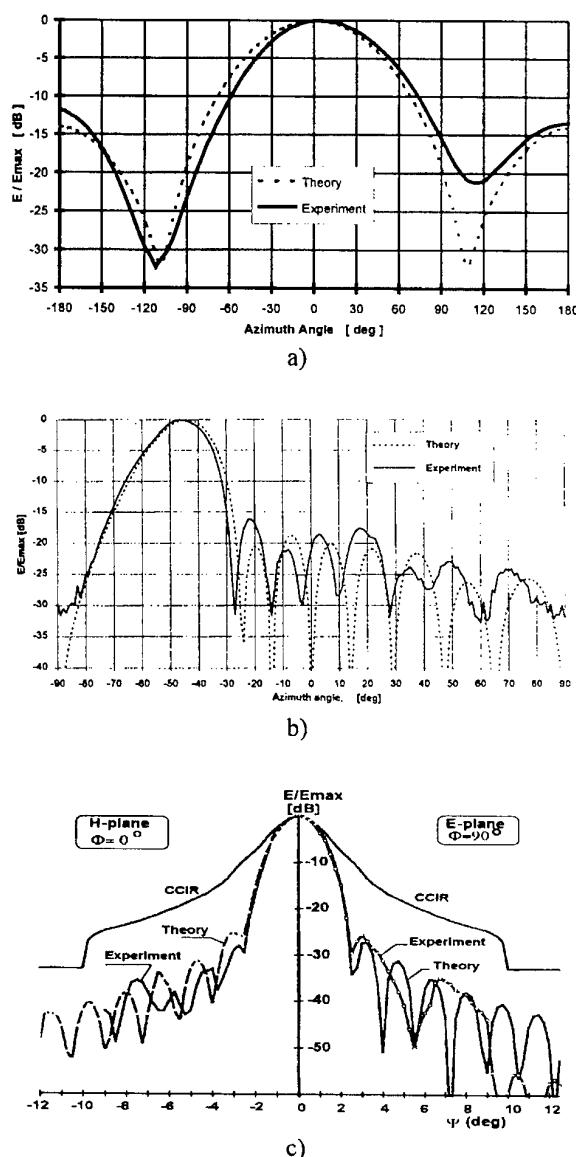 E / Emax [ dB]
0
-5
-10
-15
-20
-25
-30
-35
Theory
Experiment
-180 -150 -120 -90 -60 -30 0 30 60 90 120 150 180
Azimuth Angle [ deg ]
a)
E/Emax [dB]
0
-5
-10
-15
-20
-25
-30
-35
-40
Theory
Experiment
-90 -80 -70 -60 -50 -40 -30 -20 -10 0 10 20 30 40 50 60 70 80 90
Azimuth angle, [deg]
b)
E/Emax
[dB]
H-plane
Φ= 0 °
E-plane
Φ=90°
CCIR
CCIR
Theory
Experiment
Experiment
Theory
-10
-20
-30
-40
-50
-12 -10 -8 -6 -4 -2 0 2 4 6 8 10 12
Ψ (deg)
c)